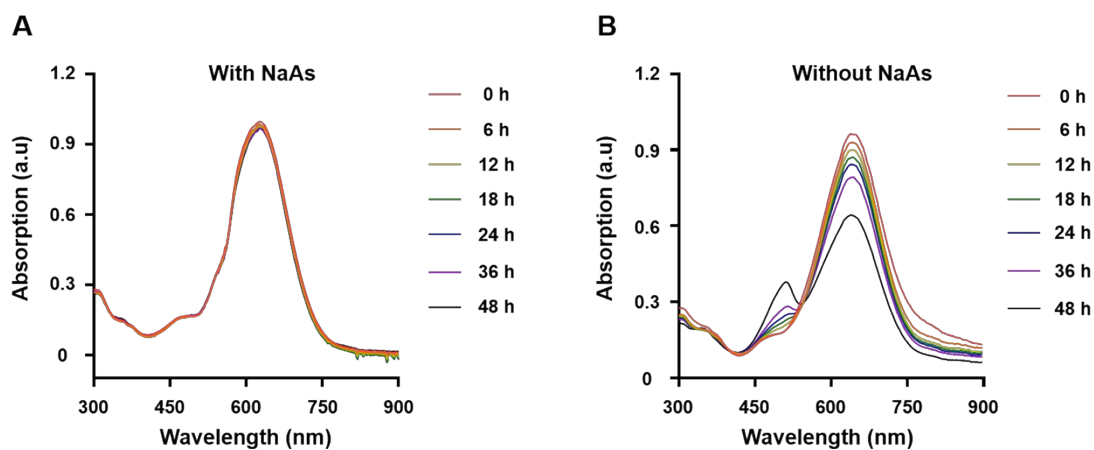 A
With NaAs
1.2
0.9
0.6
0.3
0
Absorption (a.u)
300 450 600 750 900
Wavelength (nm)
0 h
6 h
12 h
18 h
24 h
36 h
48 h
B
Without NaAs
1.2
0.9
0.6
0.3
0
Absorption (a.u)
300 450 600 750 900
Wavelength (nm)
0 h
6 h
12 h
18 h
24 h
36 h
48 h